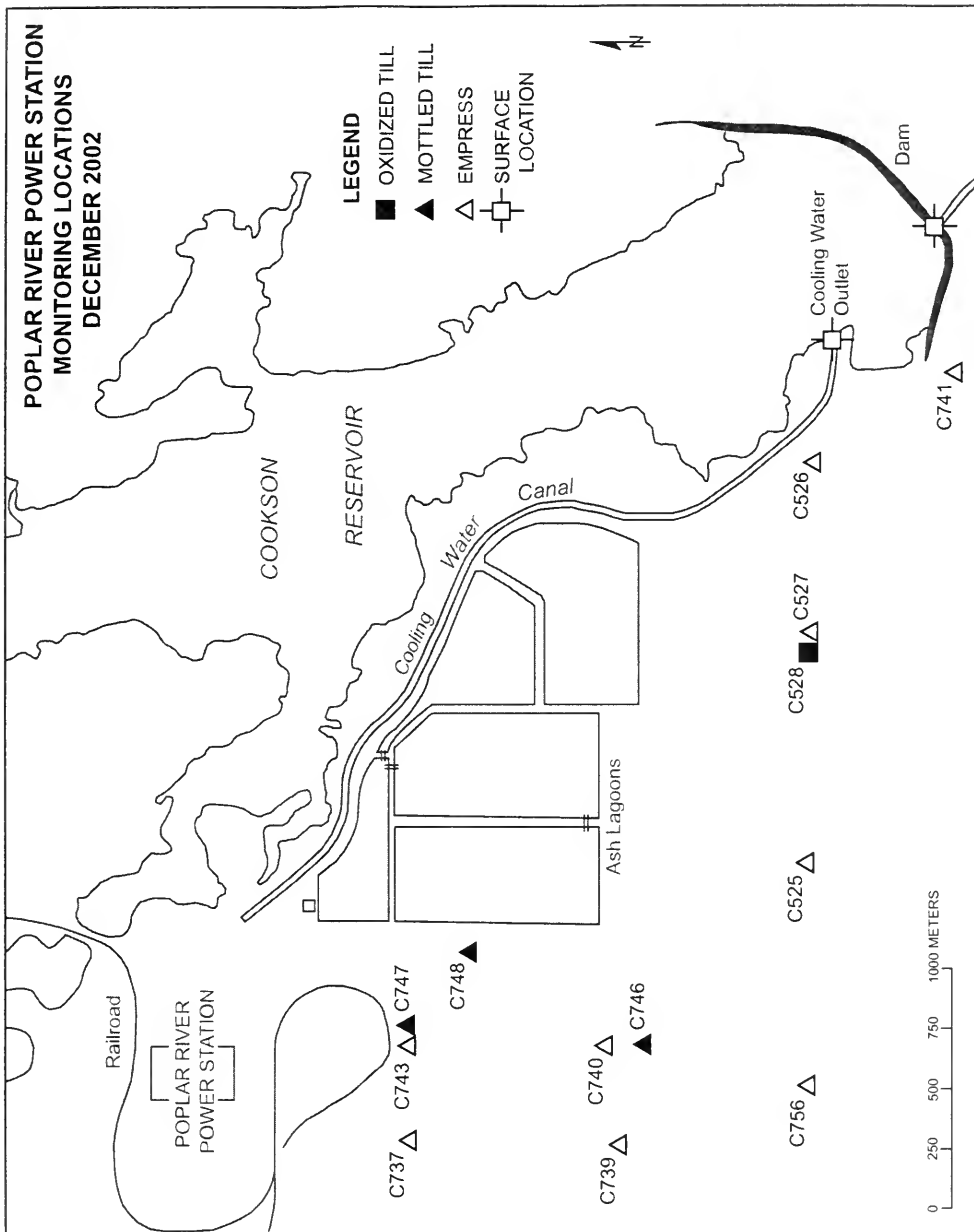 POPLAR RIVER POWER STATION
MONITORING LOCATIONS
DECEMBER 2002
LEGEND
OXIDIZED TILL
MOTTLED TILL
EMPRESS
SURFACE
LOCATION
N
COOKSON
RESERVOIR
Railroad
POPLAR RIVER
POWER STATION
Cooling
Water
Canal
Dam
Cooling Water
Outlet
Ash Lagoons
C737
C743
C747
C748
C739
C740
C746
C756
C525
C528
C527
C526
C741
0
250
500
750
1000 METERS